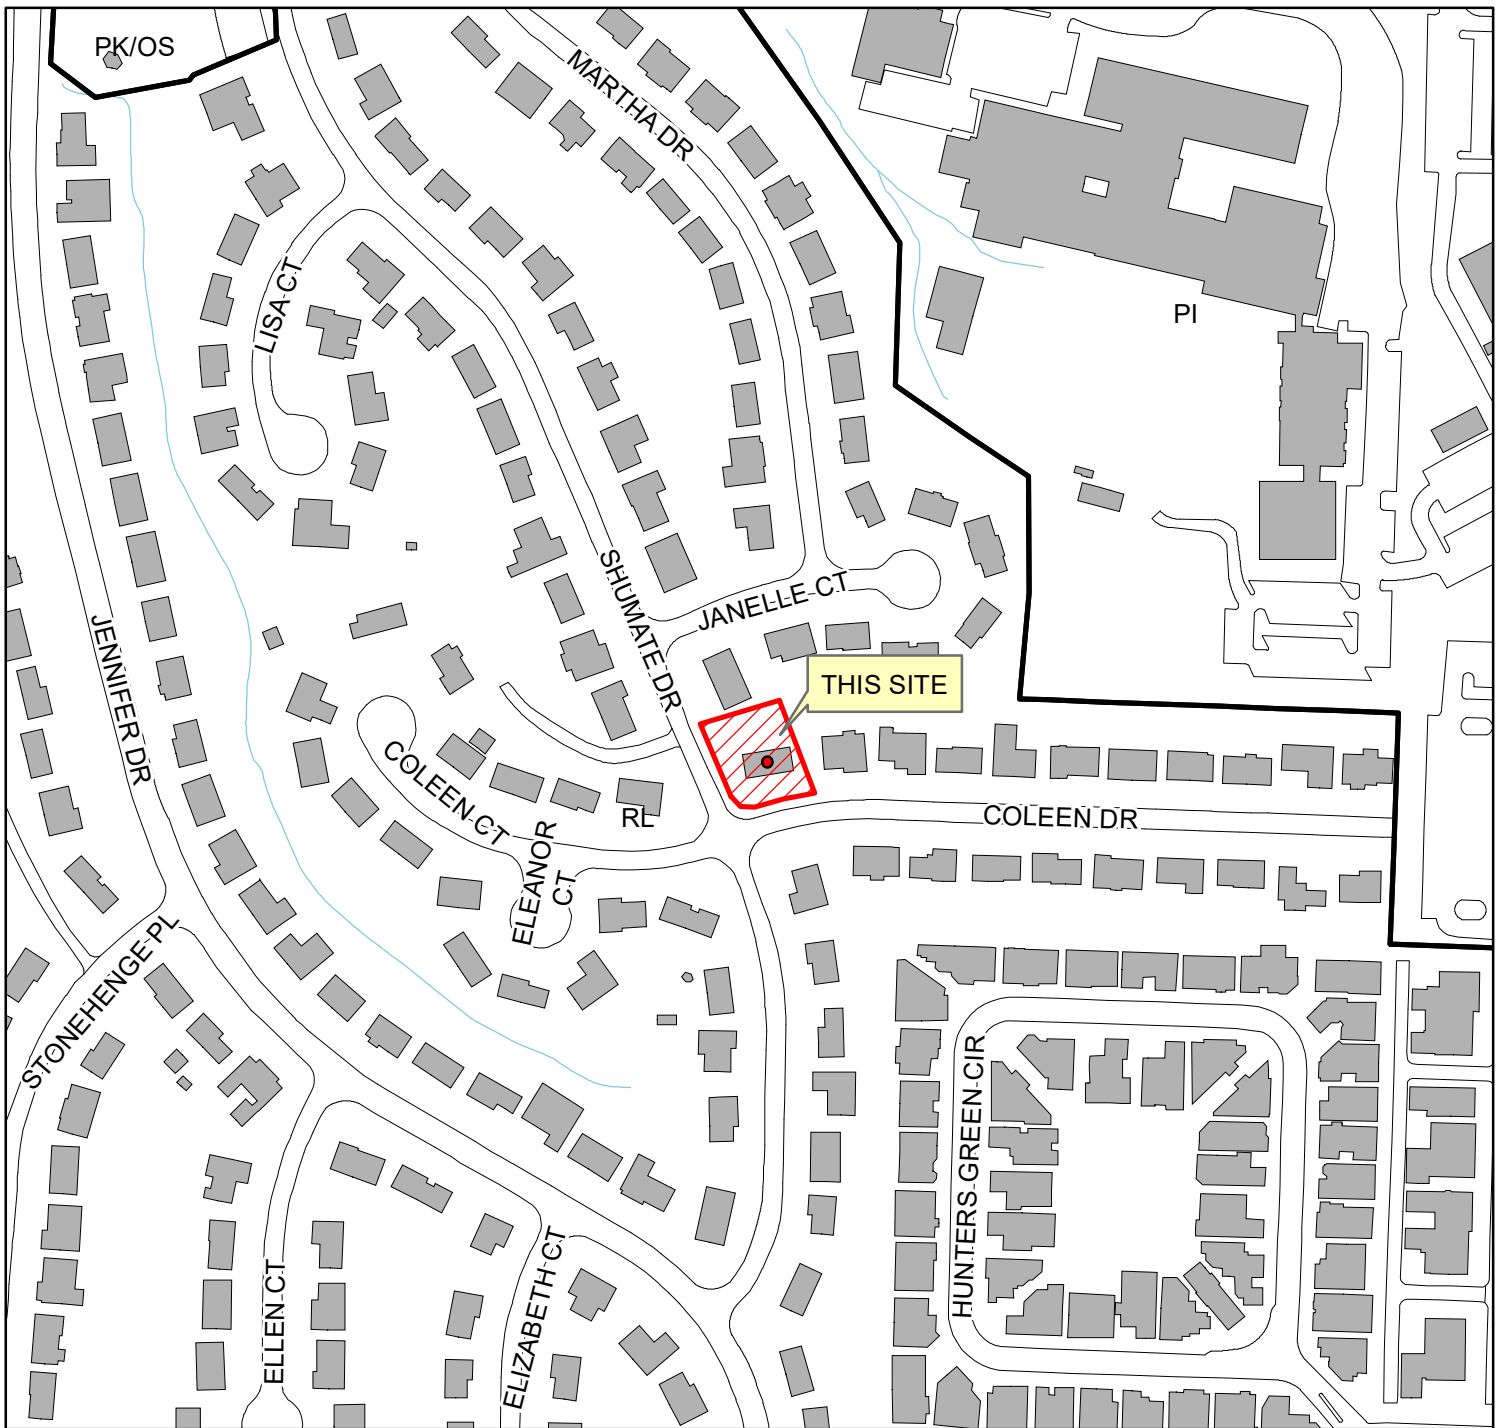 PK/OS
MARTHA DR
LISA CT
PI
SHUMATE DR
JANELLE CT
JENNIFER DR
THIS SITE
COLEEN CT
RL
COLEEN DR
ELEANOR
CT
STONEHENGE PL
HUNTERS GREEN CIR
ELLEN CT
ELIZABETH CT